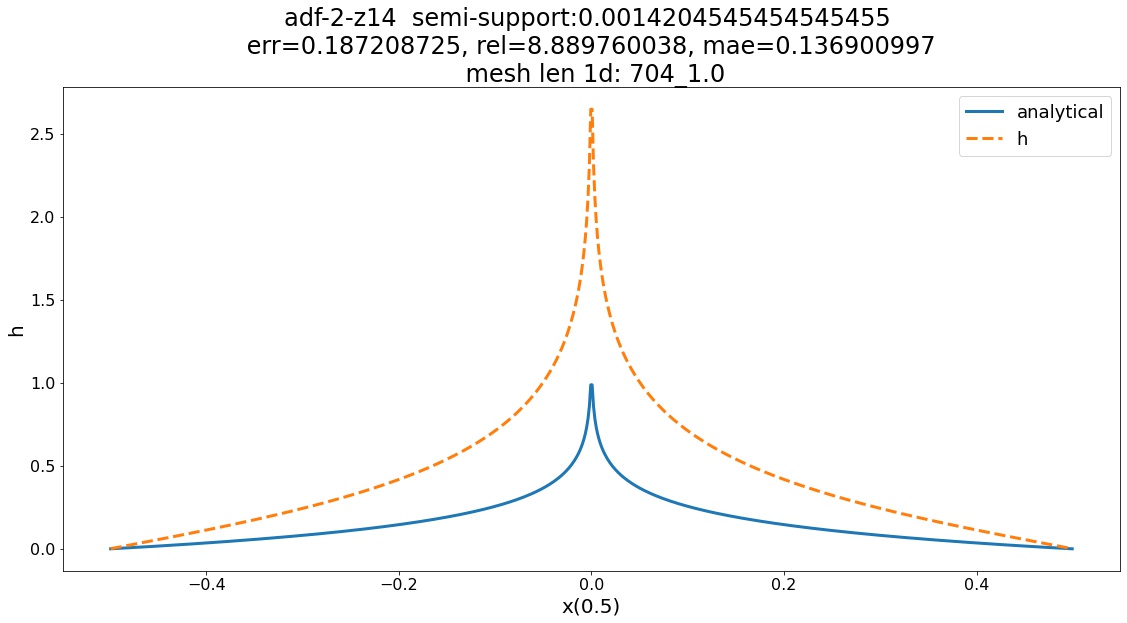 adf-2-z14 semi-support:0.0014204545454545455
err=0.187208725, rel=8.889760038, mae=0.136900997
mesh len 1d: 704_1.0
analytical
h
2.5
2.0
1.5
1.0
0.5
0.0
h
−0.4
−0.2
0.0
0.2
0.4
x(0.5)